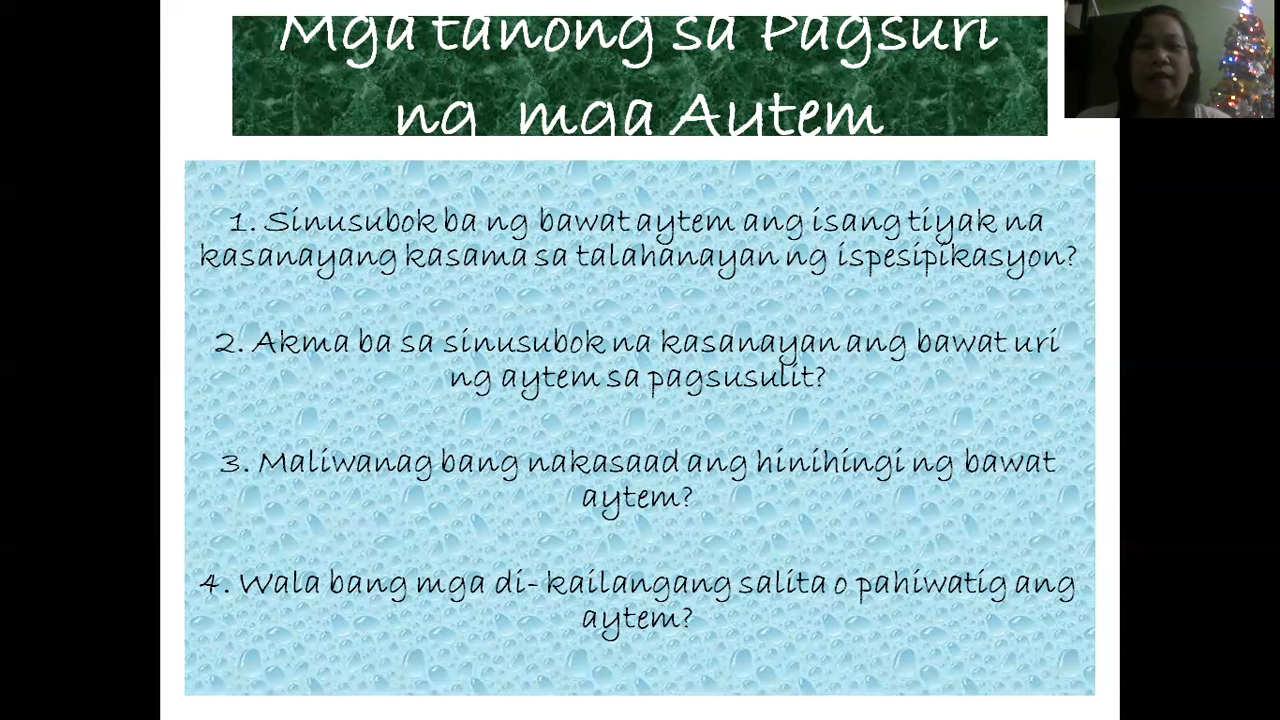 Mga tanong sa Pagsuri
ng mga Aytem
1. Sinusubok ba ng bawat aytem ang isang tiyak na
kasanayang kasama sa talahanayan ng ispesipikasyon?
2. Akma ba sa sinusubok na kasanayan ang bawat uri
ng aytem sa pagsusulit?
3. Maliwanag bang nakasaad ang hinihingi ng bawat
aytem?
4. Wala bang mga di- kailangang salita o pahiwatig ang
aytem?